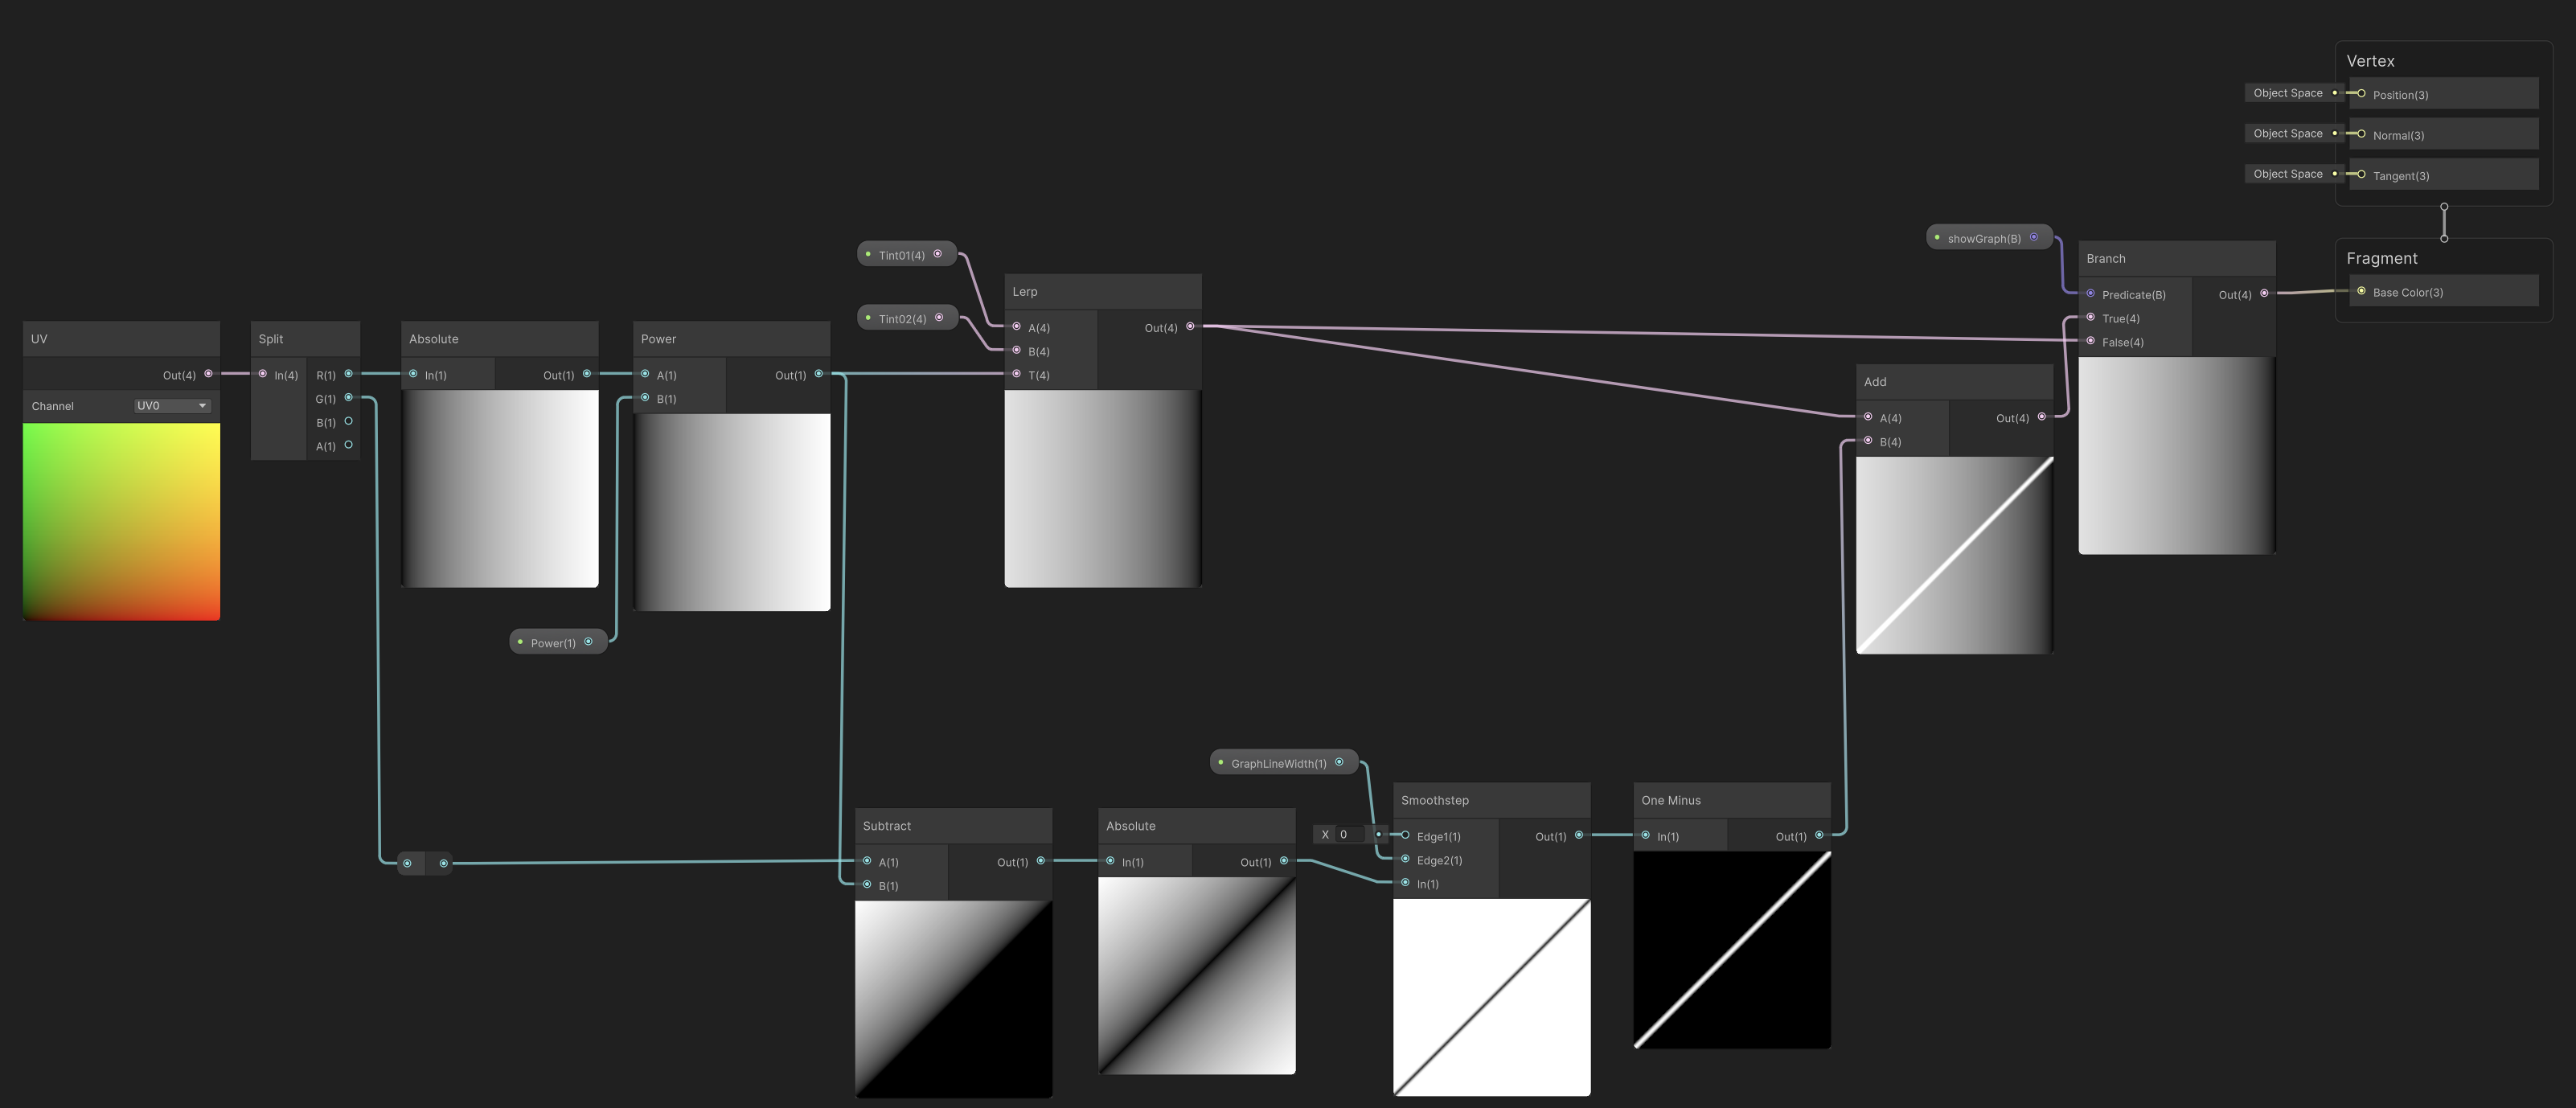 Vertex
Object Space
Position(3)
Object Space
Normal(3)
Object Space
Tangent(3)
Fragment
Base Color(3)
showGraph(B)
Branch
Predicate(B)
Out(4)
True(4)
False(4)
Tint01(4)
Tint02(4)
Lerp
A(4)
Out(4)
B(4)
T(4)
UV
Out(4)
Channel
UV0
Split
In(4)
R(1)
G(1)
B(1)
A(1)
Absolute
In(1)
Out(1)
Power
A(1)
Out(1)
B(1)
Power(1)
Add
A(4)
Out(4)
B(4)
GraphLineWidth(1)
Subtract
A(1)
Out(1)
B(1)
Absolute
In(1)
Out(1)
X 0
Smoothstep
Edge1(1)
Out(1)
Edge2(1)
In(1)
One Minus
In(1)
Out(1)